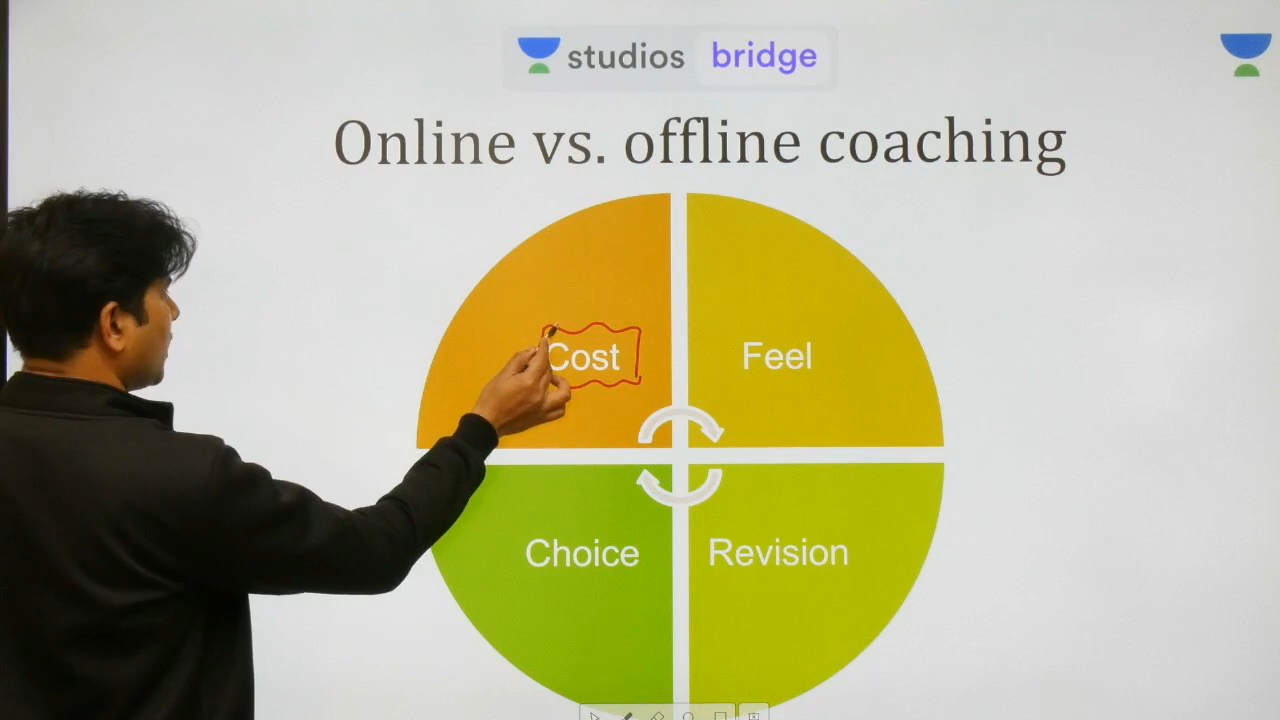 studios bridge
Online vs. offline coaching
Cost
Feel
Choice
Revision